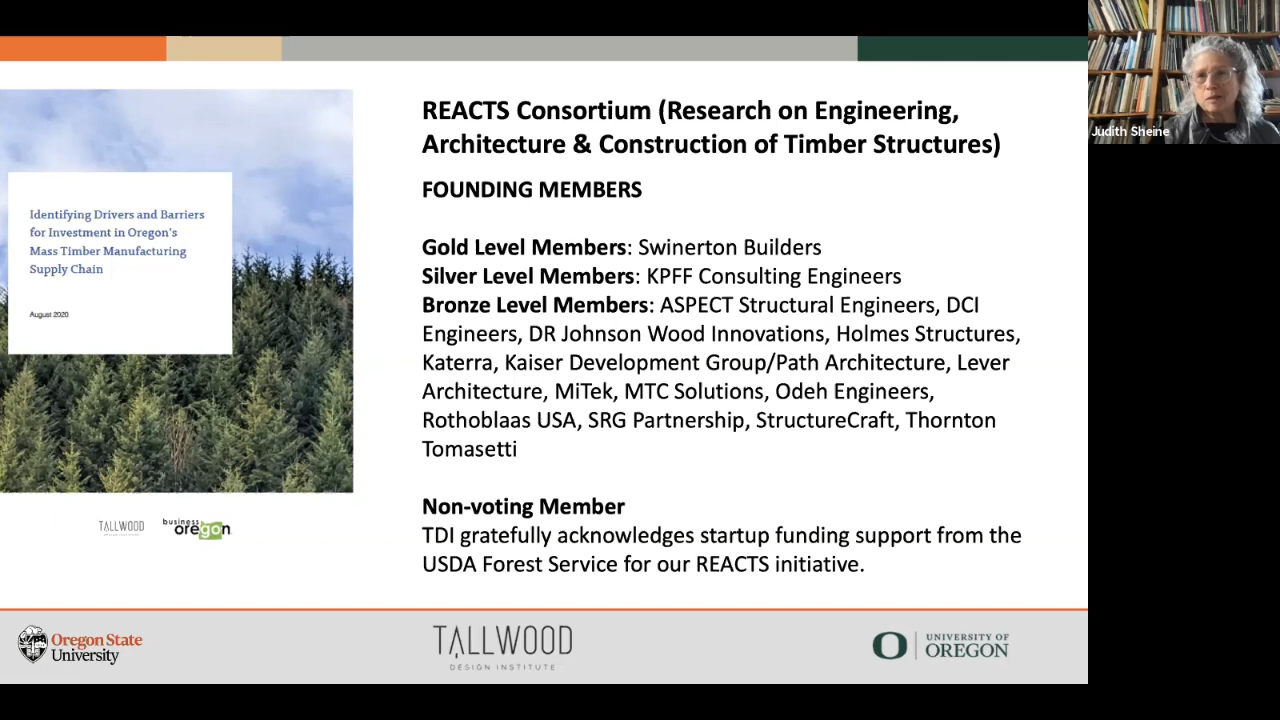 REACTS Consortium (Research on Engineering,
Architecture & Construction of Timber Structures)
FOUNDING MEMBERS
Gold Level Members: Swinerton Builders
Silver Level Members: KPFF Consulting Engineers
Bronze Level Members: ASPECT Structural Engineers, DCI
Engineers, DR Johnson Wood Innovations, Holmes Structures,
Katerra, Kaiser Development Group/Path Architecture, Lever
Architecture, MiTek, MTC Solutions, Odeh Engineers,
Rothoblaas USA, SRG Partnership, StructureCraft, Thornton
Tomasetti
Non-voting Member
TDI gratefully acknowledges startup funding support from the
USDA Forest Service for our REACTS initiative.
Identifying Drivers and Barriers
for Investment in Oregon's
Mass Timber Manufacturing
Supply Chain
August 2020
TALLWOOD
DESIGN INSTITUTE
business
oregon
Judith Sheine
Oregon State
University
TALLWOOD
DESIGN INSTITUTE
O
UNIVERSITY OF
OREGON